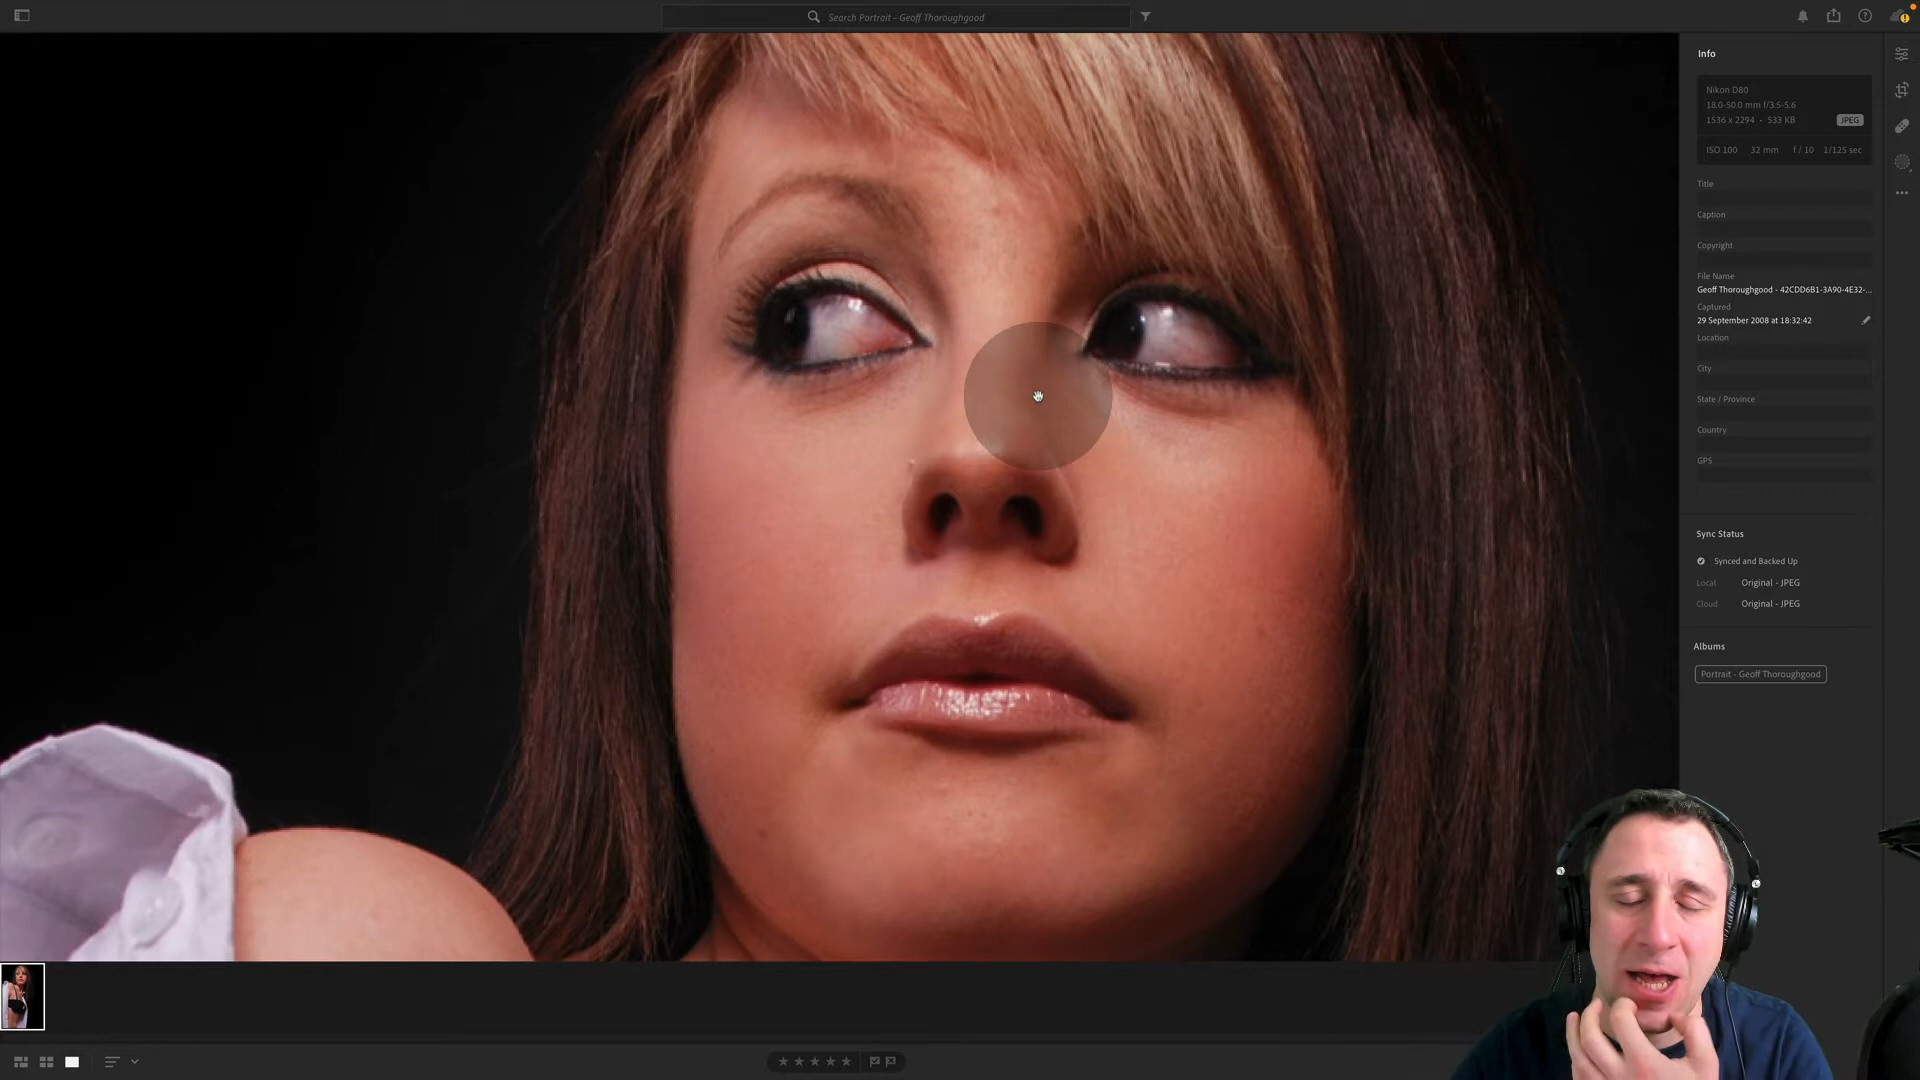 Search Portrait - Geoff Thoroughgood
Info
Nikon D80
18.0-50.0 mm f/3.5-5.6
1536 x 2294 - 533 KB
JPEG
ISO 100 32 mm f / 10 1/125 sec
Title
Caption
Copyright
File Name
Geoff Thoroughgood - 42CDD6B1-3A90-4E32-...
Captured
29 September 2008 at 18:32:42
Location
City
State / Province
Country
GPS
Sync Status
Synced and Backed Up
Local Original - JPEG
Cloud Original - JPEG
Albums
Portrait - Geoff Thoroughgood